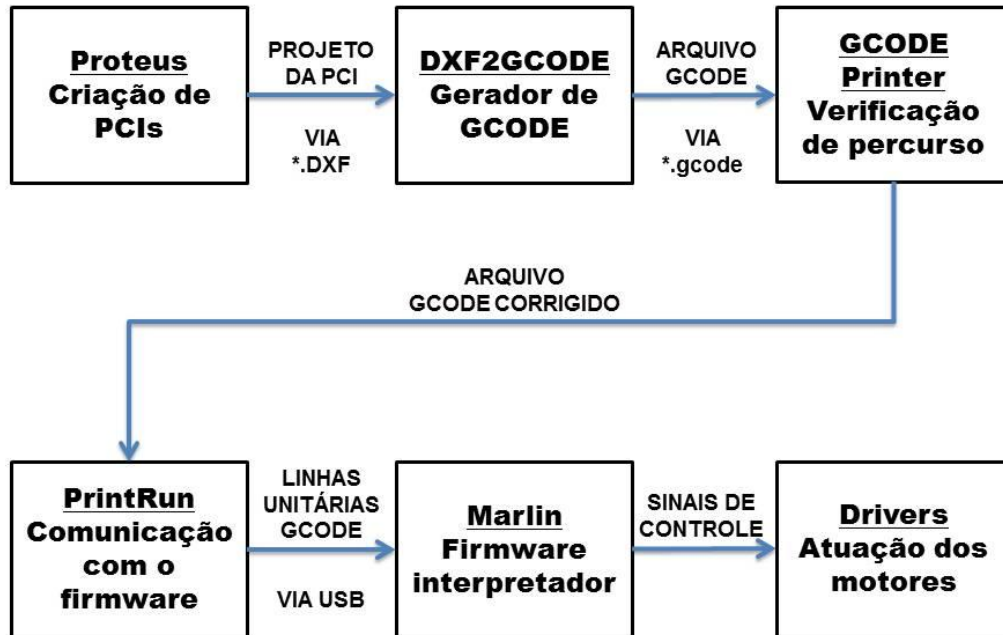 Proteus
Criação de
PCIs
PROJETO
DA PCI
VIA
*.DXF
DXF2GCODE
Gerador de
GCODE
ARQUIVO
GCODE
VIA
*.gcode
GCODE
Printer
Verificação
de percurso
ARQUIVO
GCODE CORRIGIDO
PrintRun
Comunicação
com o
firmware
LINHAS
UNITÁRIAS
GCODE
VIA USB
Marlin
Firmware
interpretador
SINAIS DE
CONTROLE
Drivers
Atuação dos
motores